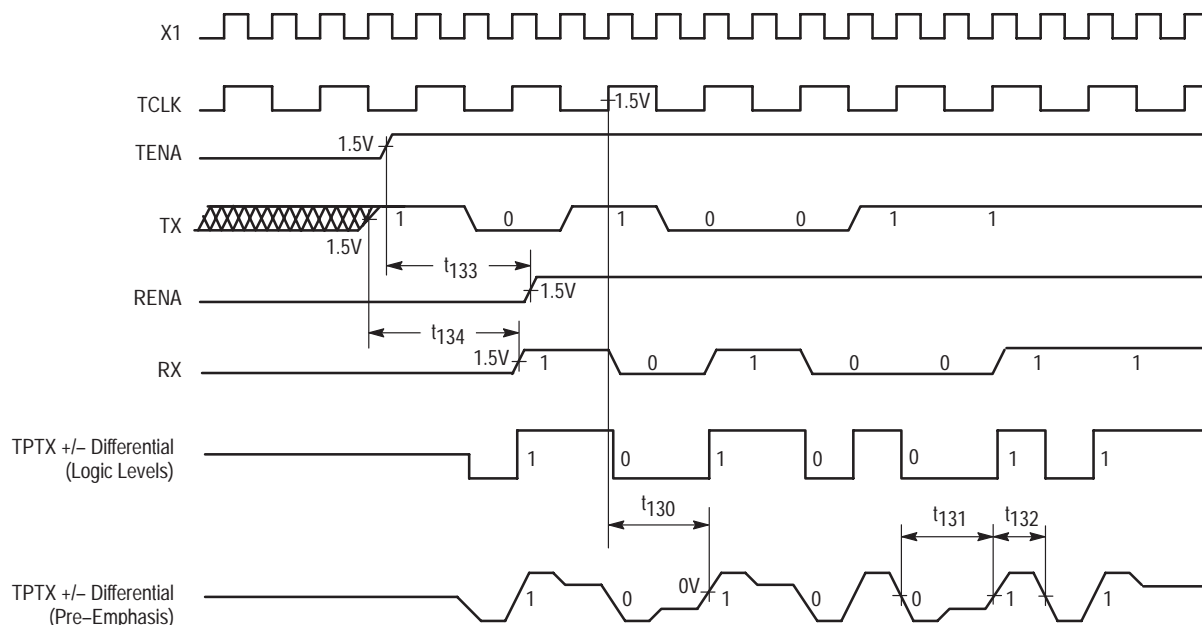 X1
TCLK
1.5V
TENA
1.5V
TX
1 0 1 0 0 1 1
1.5V
t133
RENA
1.5V
t134
RX
1.5V
1 0 1 0 0 1 1
TPTX +/– Differential
(Logic Levels)
1 0 1 0 0 1 1
t130
t131
t132
TPTX +/– Differential
(Pre–Emphasis)
0V
1 0 1 0 0 1 1